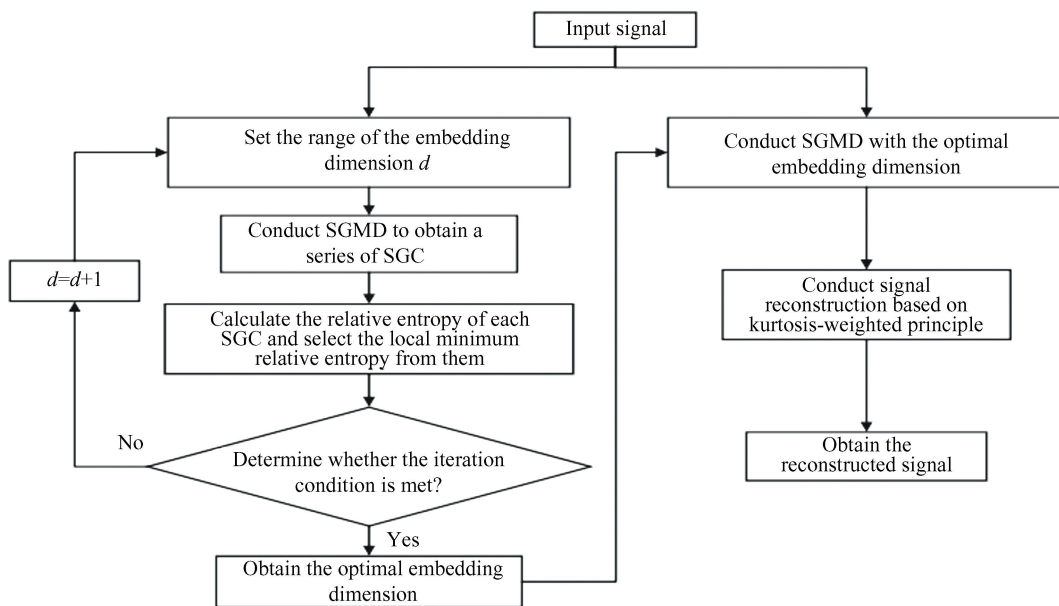 Input signal
Set the range of the embedding
dimension d
Conduct SGMD to obtain a
series of SGC
d=d+1
Calculate the relative entropy of each
SGC and select the local minimum
relative entropy from them
No
Determine whether the iteration
condition is met?
Yes
Obtain the optimal embedding
dimension
Conduct SGMD with the optimal
embedding dimension
Conduct signal
reconstruction based on
kurtosis-weighted principle
Obtain the
reconstructed signal